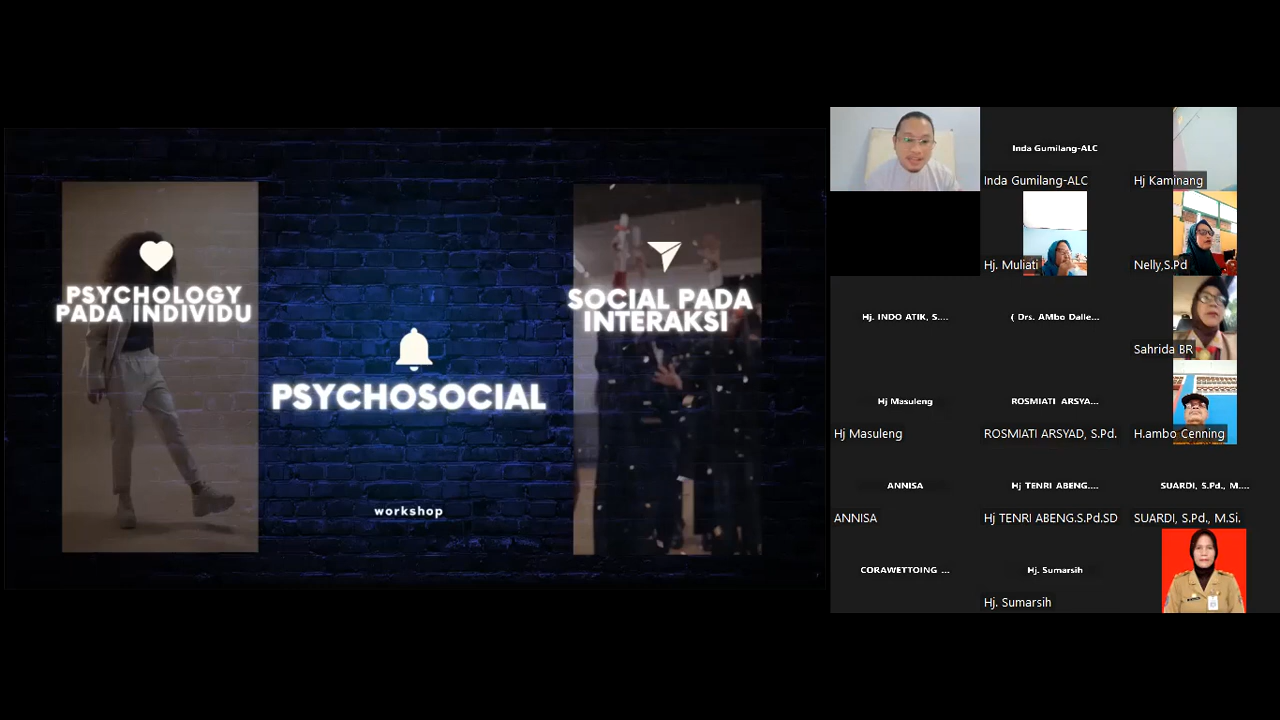 PSYCHOLOGY
PADA INDIVIDU
PSYCHOSOCIAL
workshop
SOCIAL PADA
INTERAKSI
Inda Gumilang-ALC
Inda Gumilang-ALC
Hj Kaminang
Hj. Muliati
Nelly,S.Pd
Hj. INDO ATIK, S....
( Drs. AMbo Dalle...
Sahrida BR
Hj Masuleng
Hj Masuleng
ROSMIATI ARSYA...
ROSMIATI ARSYAD, S.Pd.
H.ambo Cenning
ANNISA
ANNISA
Hj TENRI ABENG....
Hj TENRI ABENG.S.Pd.SD
SUARDI, S.Pd., M....
SUARDI, S.Pd., M.Si.
CORAWETTOING ...
Hj. Sumarsih
Hj. Sumarsih